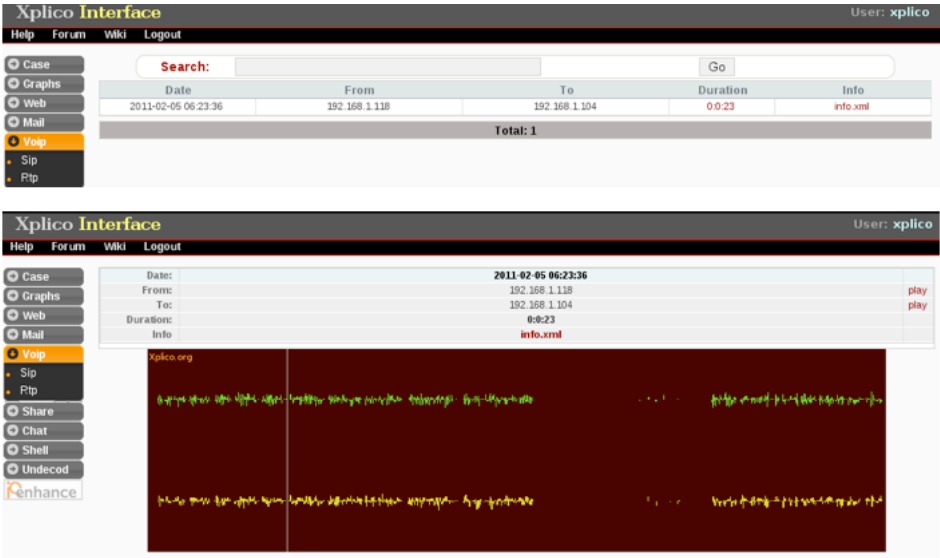 Xplico Interface User: xplico
Help Forum Wiki Logout
Case
Graphs
Web
Mail
Voip
Sip
Rtp
Search: Go
Date From To Duration Info
2011-02-05 06:23:36 192.168.1.118 192.168.1.104 0:0:23 info.xml
Total: 1
Xplico Interface User: xplico
Help Forum Wiki Logout
Case
Graphs
Web
Mail
Voip
Sip
Rtp
Share
Chat
Shell
Undecod
enhance
Date: 2011-02-05 06:23:36
From: 192.168.1.118 play
To: 192.168.1.104 play
Duration: 0:0:23
Info info.xml
Xplico.org